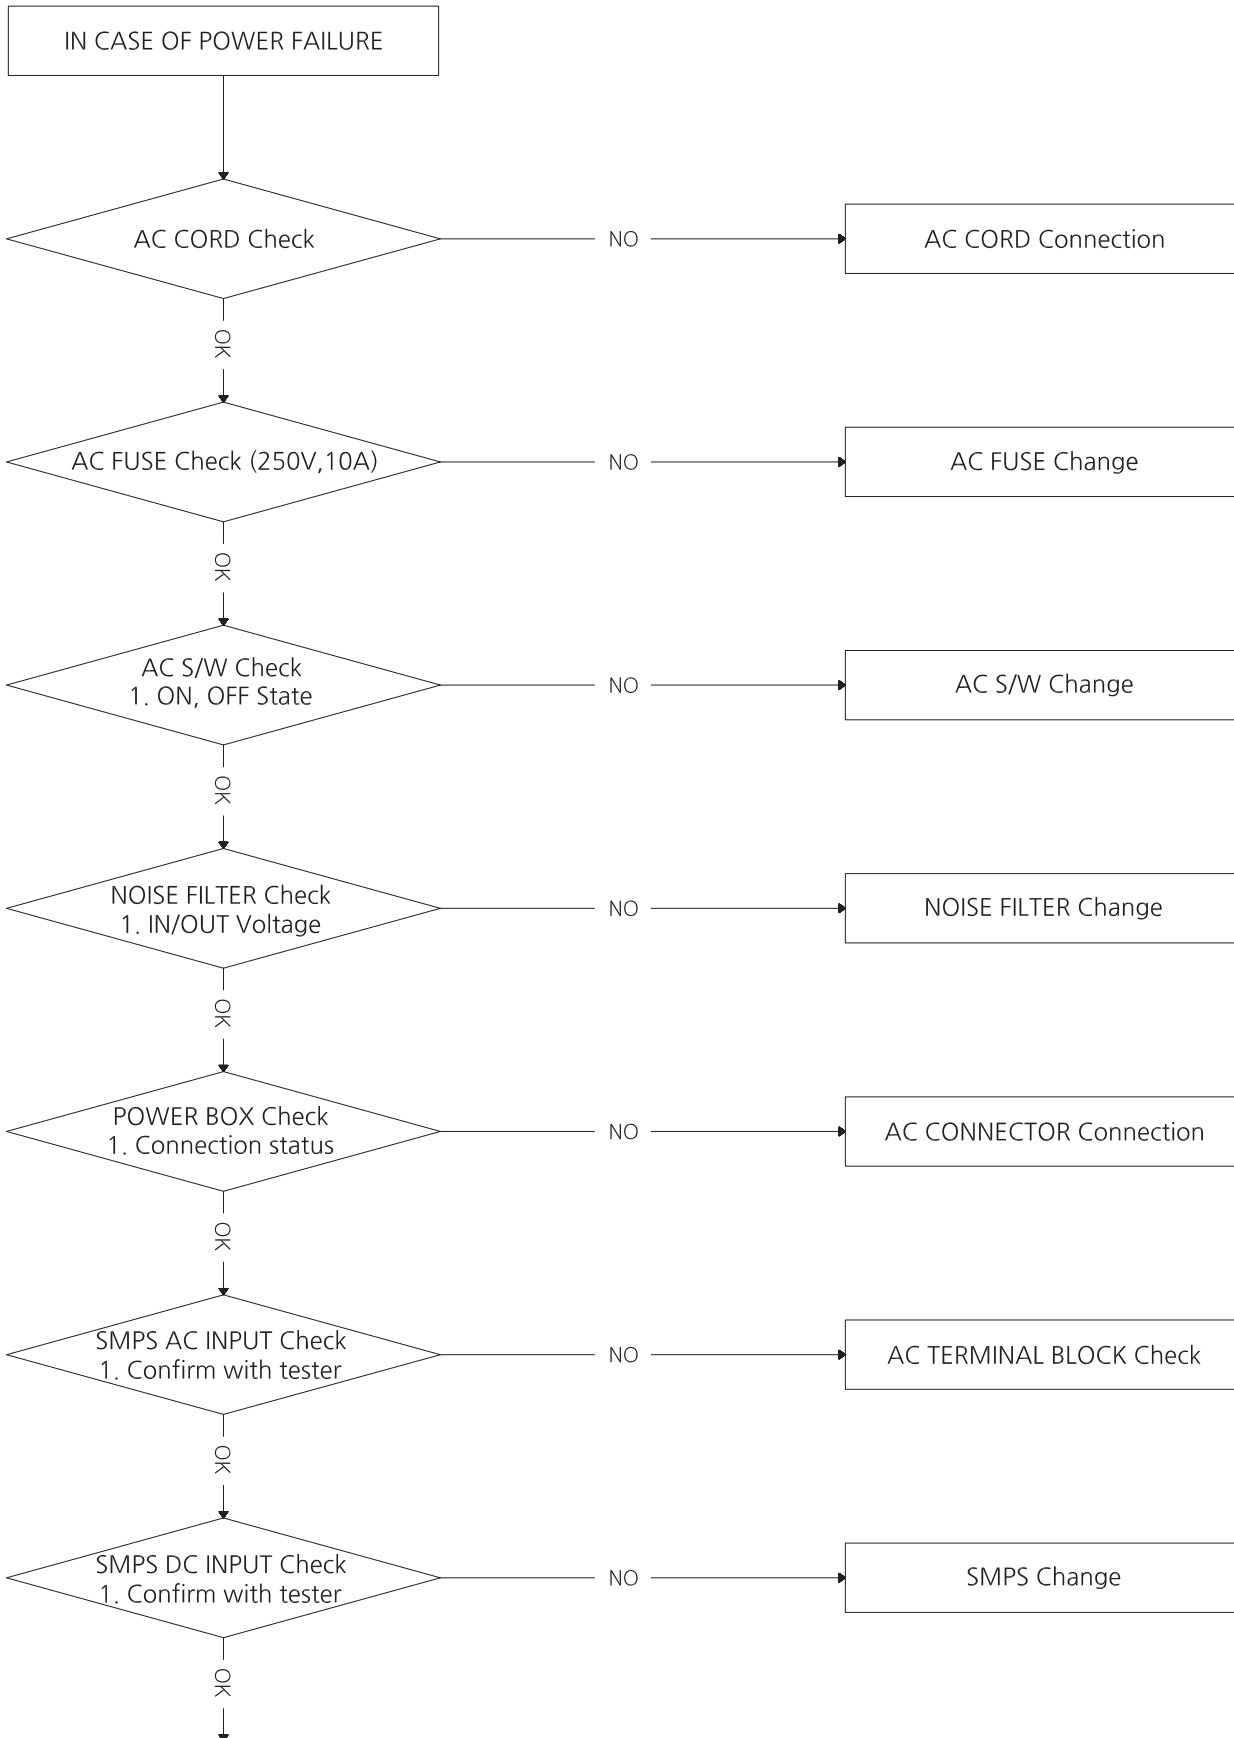 IN CASE OF POWER FAILURE
AC CORD Check
NO
AC CORD Connection
OK
AC FUSE Check (250V,10A)
NO
AC FUSE Change
OK
AC S/W Check
1. ON, OFF State
NO
AC S/W Change
OK
NOISE FILTER Check
1. IN/OUT Voltage
NO
NOISE FILTER Change
OK
POWER BOX Check
1. Connection status
NO
AC CONNECTOR Connection
OK
SMPS AC INPUT Check
1. Confirm with tester
NO
AC TERMINAL BLOCK Check
OK
SMPS DC INPUT Check
1. Confirm with tester
NO
SMPS Change
OK